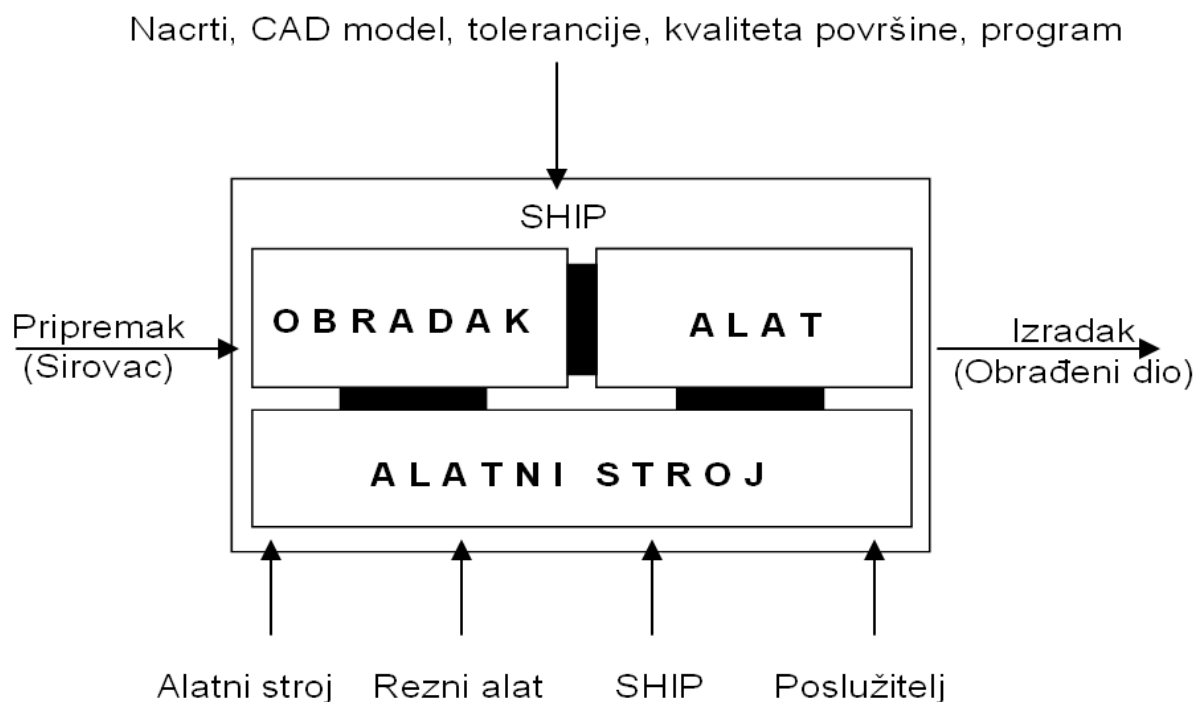 Nacrti, CAD model, tolerancije, kvaliteta površine, program
SHIP
OBRADAK
ALAT
Pripremak
(Sirovac)
Izradak
(Obrađeni dio)
ALATNI STROJ
Alatni stroj
Rezni alat
SHIP
Poslužitelj